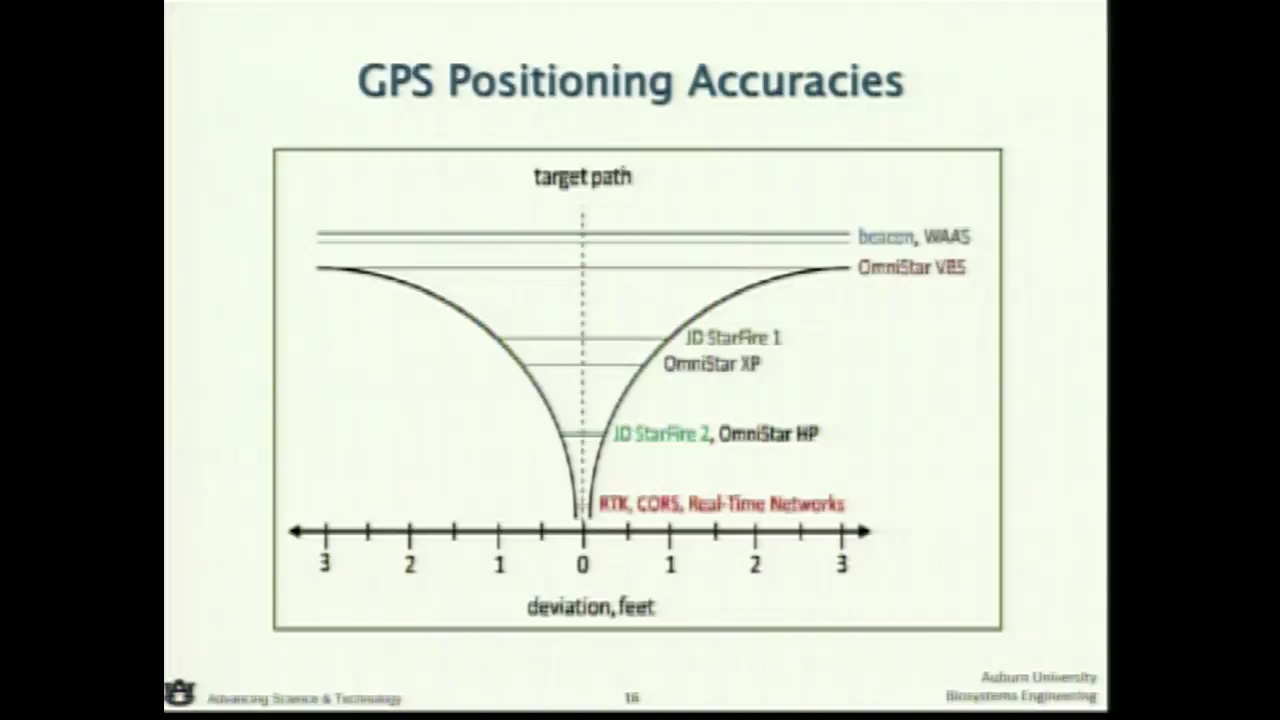 GPS Positioning Accuracies
target path
beacon, WAAS
OmniStar VBS
JD StarFire 1
OmniStar XP
JD StarFire 2, OmniStar HP
RTK, CORS, Real-Time Networks
3 2 1 0 1 2 3
deviation, feet
Advancing Science & Technology
16
Auburn University
Biosystems Engineering